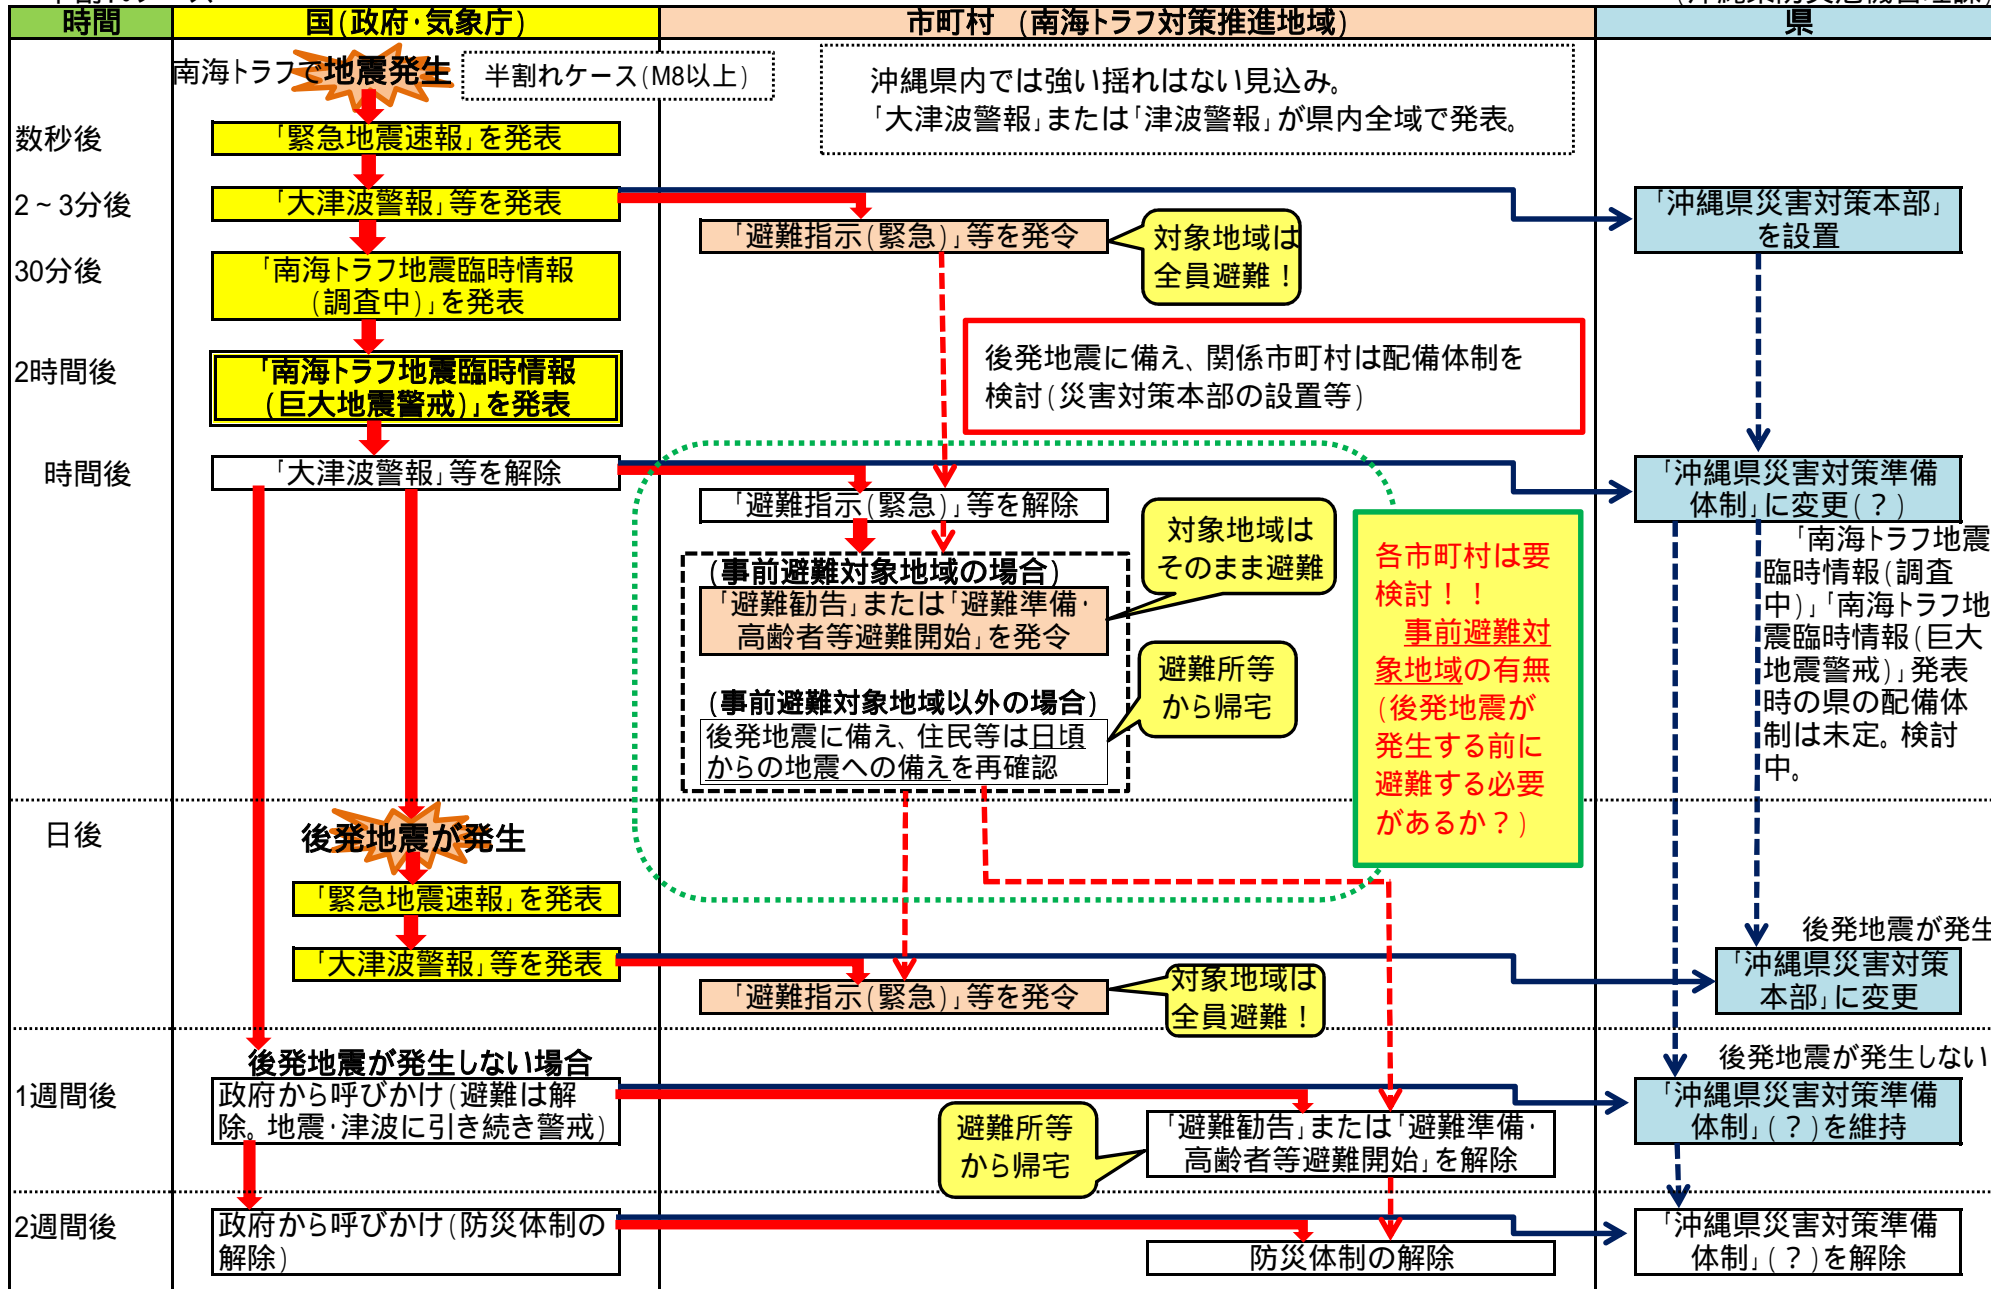 時間
国(政府・気象庁)
市町村 (南海トラフ対策推進地域)
県
南海トラフで地震発生
半割れケース(M8以上)
沖縄県内では強い揺れはない見込み。
「大津波警報」または「津波警報」が県内全域で発表。
数秒後
「緊急地震速報」を発表
2~3分後
「大津波警報」等を発表
「避難指示(緊急)」等を発令
対象地域は
全員避難!
「沖縄県災害対策本部」
を設置
30分後
「南海トラフ地震臨時情報
(調査中)」を発表
2時間後
「南海トラフ地震臨時情報
(巨大地震警戒)」を発表
後発地震に備え、関係市町村は配備体制を
検討(災害対策本部の設置等)
時間後
「大津波警報」等を解除
「避難指示(緊急)」等を解除
「沖縄県災害対策準備
体制」に変更(?)
対象地域は
そのまま避難
(事前避難対象地域の場合)
「避難勧告」または「避難準備・
高齢者等避難開始」を発令
避難所等
から帰宅
(事前避難対象地域以外の場合)
後発地震に備え、住民等は日頃
からの地震への備えを再確認
各市町村は要
検討!!
事前避難対
象地域の有無
(後発地震が
発生する前に
避難する必要
があるか?)
「南海トラフ地震
臨時情報(調査
中)」「南海トラフ地
震臨時情報(巨大
地震警戒)」発表
時の県の配備体
制は未定。検討
中。
日後
後発地震が発生
「緊急地震速報」を発表
「大津波警報」等を発表
「避難指示(緊急)」等を発令
対象地域は
全員避難!
後発地震が発生
「沖縄県災害対策
本部」に変更
後発地震が発生しない場合
後発地震が発生しない
1週間後
政府から呼びかけ(避難は解
除。地震・津波に引き続き警戒)
避難所等
から帰宅
「避難勧告」または「避難準備・
高齢者等避難開始」を解除
「沖縄県災害対策準備
体制」(?)を維持
2週間後
政府から呼びかけ(防災体制の
解除)
防災体制の解除
「沖縄県災害対策準備
体制」(?)を解除